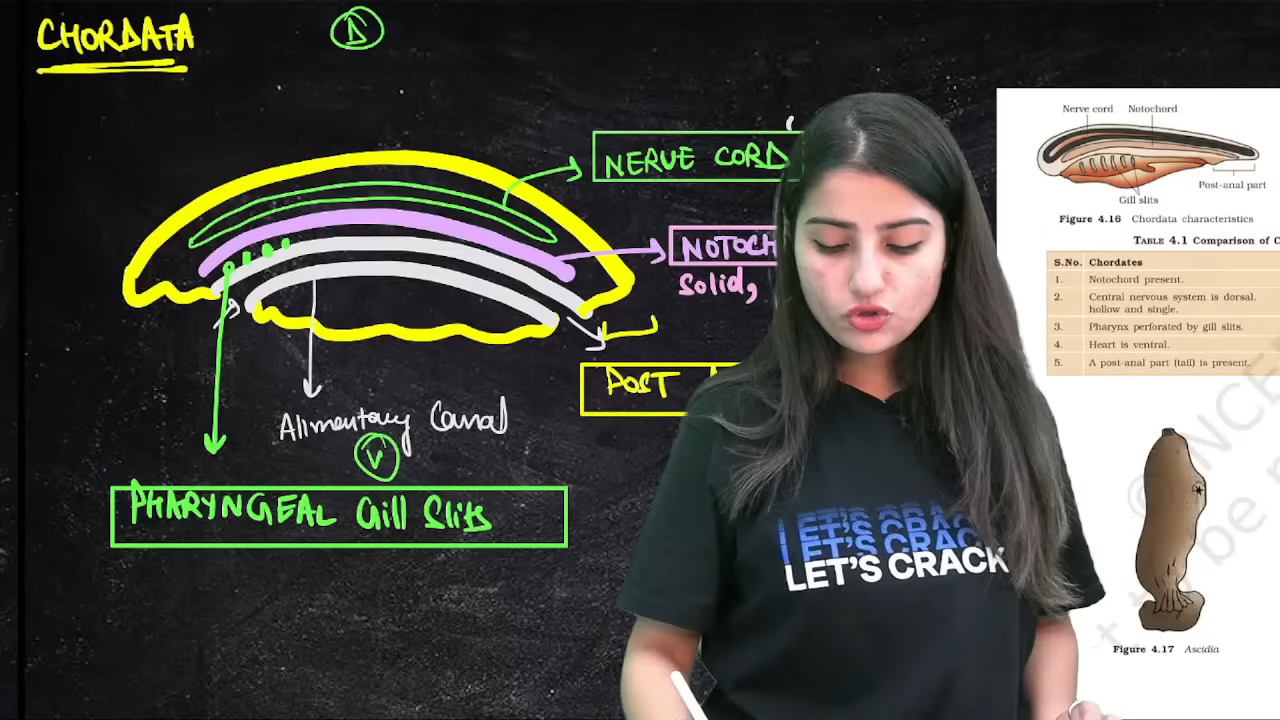 CHORDATA
D
NERVE CORD
NOTOCH
Solid,
POST
Alimentary Canal
V
PHARYNGEAL Gill Slits
LET'S CRACK
LET'S CRACK
LET'S CRACK
Nerve cord Notochord
Post-anal part
Gill slits
Figure 4.16 Chordata characteristics
TABLE 4.1 Comparison of C
S.No. Chordates
1. Notochord present.
2. Central nervous system is dorsal,
hollow and single.
3. Pharynx perforated by gill slits.
4. Heart is ventral.
5. A post-anal part (tail) is present.
Figure 4.17 Ascidia